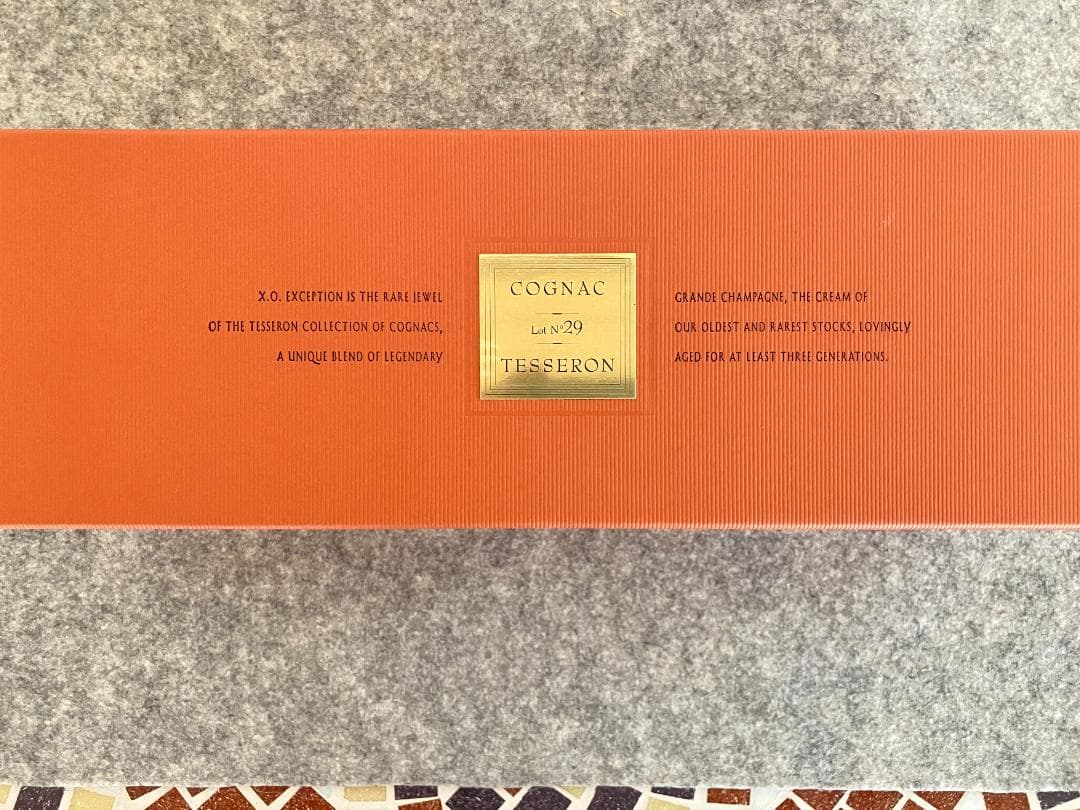 X.O. EXCEPTION IS THE RARE JEWEL
OF THE TESSERON COLLECTION OF COGNACS,
A UNIQUE BLEND OF LEGENDARY
COGNAC
Lot N°29
TESSERON
GRANDE CHAMPAGNE, THE CREAM OF
OUR OLDEST AND RAREST STOCKS, LOVINGLY
AGED FOR AT LEAST THREE GENERATIONS.